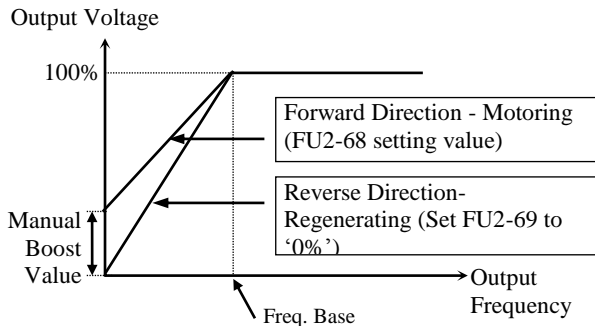 Output Voltage
100%
Forward Direction - Motoring
(FU2-68 setting value)
Reverse Direction-
Regenerating (Set FU2-69 to
‘0%’)
Manual
Boost
Value
Output
Frequency
Freq. Base